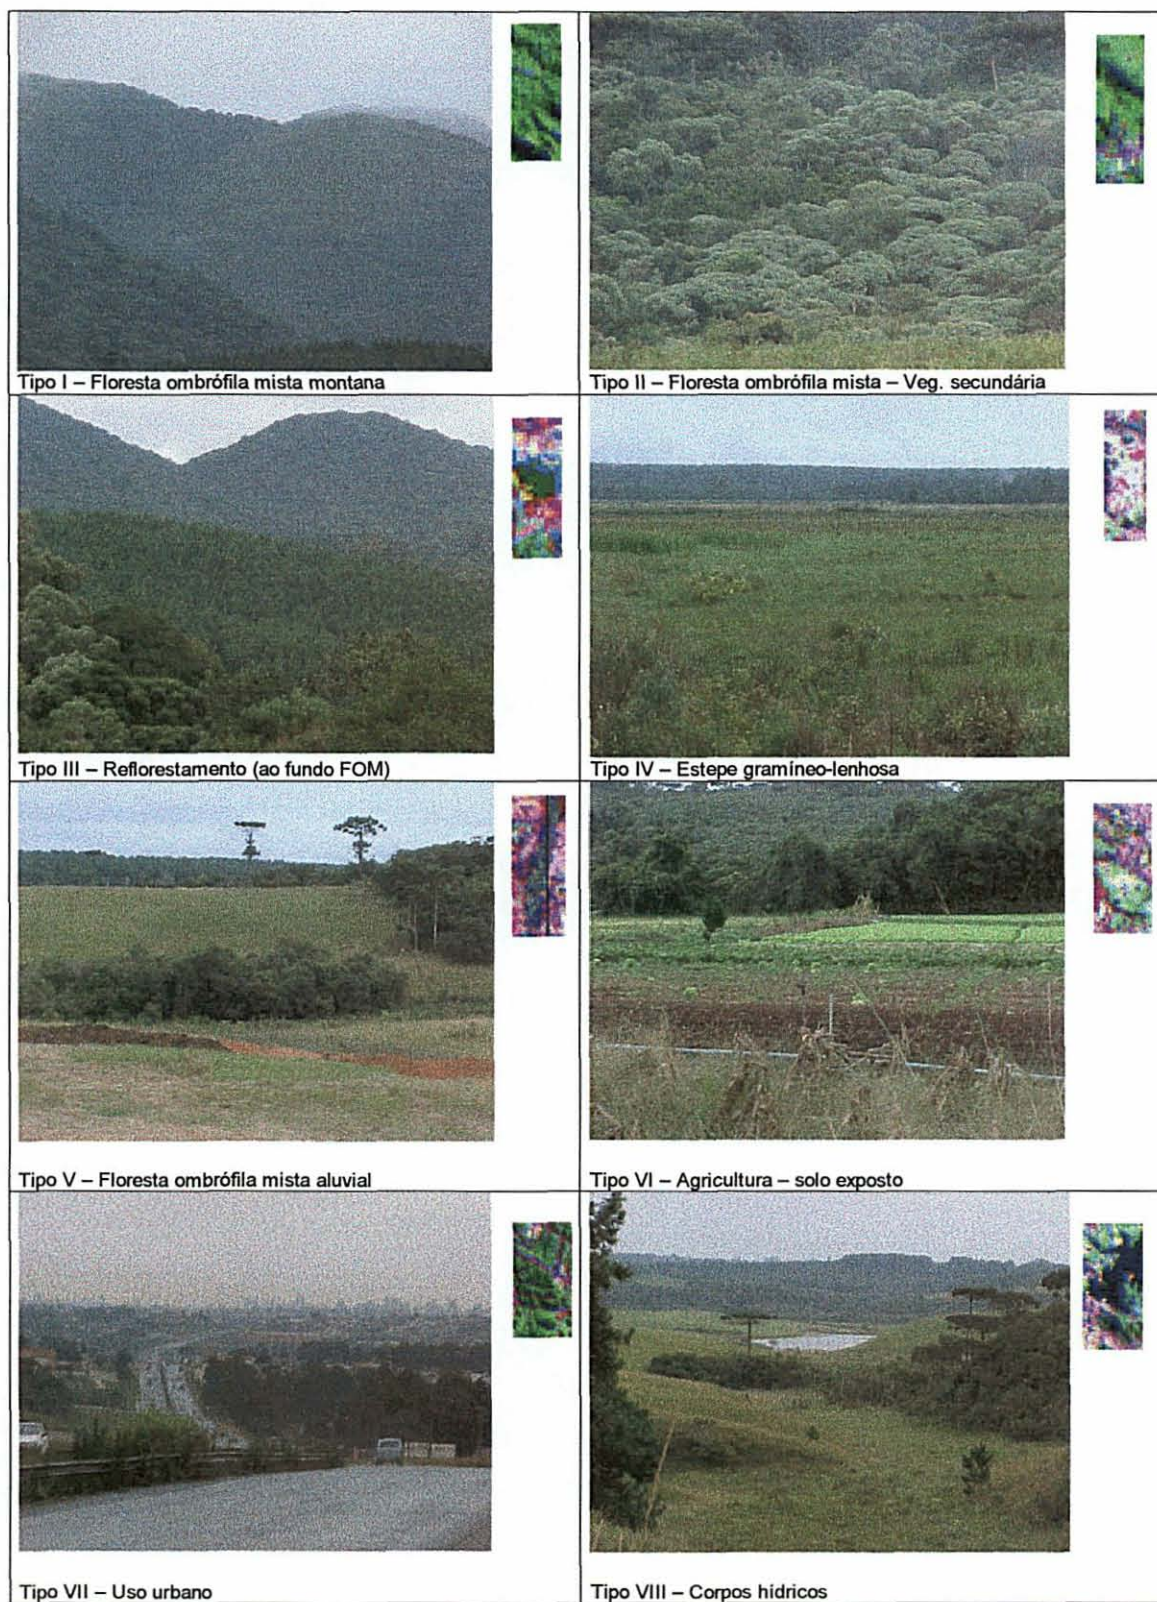 Tipo I – Floresta ombrófila mista montana
Tipo II – Floresta ombrófila mista – Veg. secundária
Tipo III – Reflorestamento (ao fundo FOM)
Tipo IV – Estepe gramíneo-lenhosa
Tipo V – Floresta ombrófila mista aluvial
Tipo VI – Agricultura – solo exposto
Tipo VII – Uso urbano
Tipo VIII – Corpos hídricos